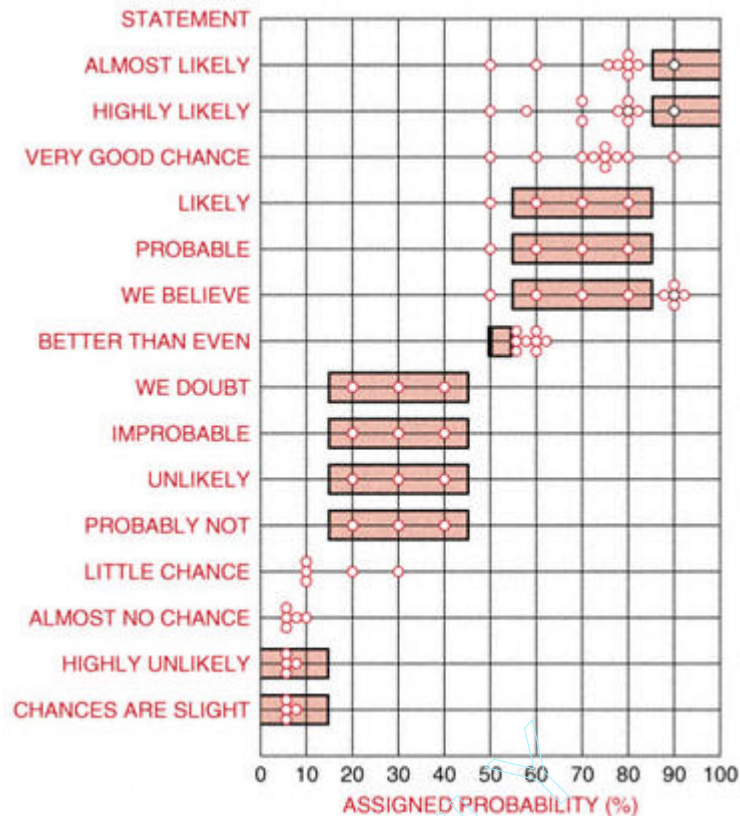 STATEMENT
ALMOST LIKELY
HIGHLY LIKELY
VERY GOOD CHANCE
LIKELY
PROBABLE
WE BELIEVE
BETTER THAN EVEN
WE DOUBT
IMPROBABLE
UNLIKELY
PROBABLY NOT
LITTLE CHANCE
ALMOST NO CHANCE
HIGHLY UNLIKELY
CHANCES ARE SLIGHT
0 10 20 30 40 50 60 70 80 90 100
ASSIGNED PROBABILITY (%)